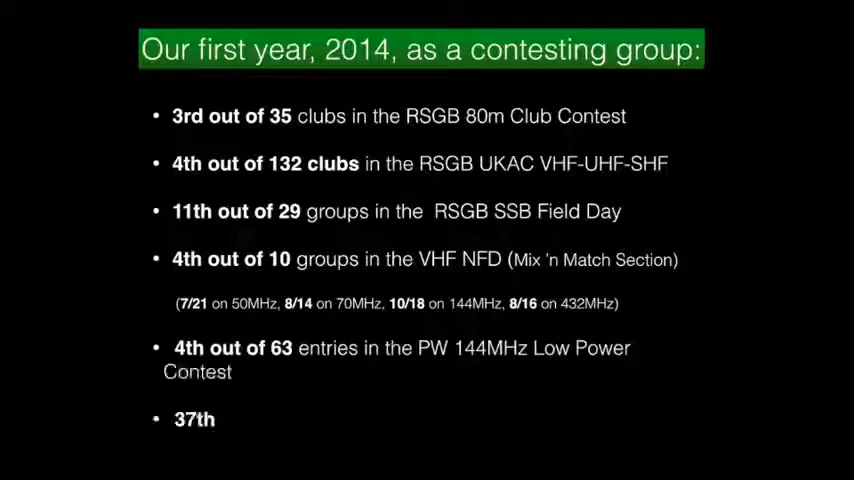 Our first year, 2014, as a contesting group:
• 3rd out of 35 clubs in the RSGB 80m Club Contest
• 4th out of 132 clubs in the RSGB UKAC VHF-UHF-SHF
• 11th out of 29 groups in the RSGB SSB Field Day
• 4th out of 10 groups in the VHF NFD (Mix 'n Match Section)
(7/21 on 50MHz, 8/14 on 70MHz, 10/18 on 144MHz, 8/16 on 432MHz)
• 4th out of 63 entries in the PW 144MHz Low Power
Contest
• 37th